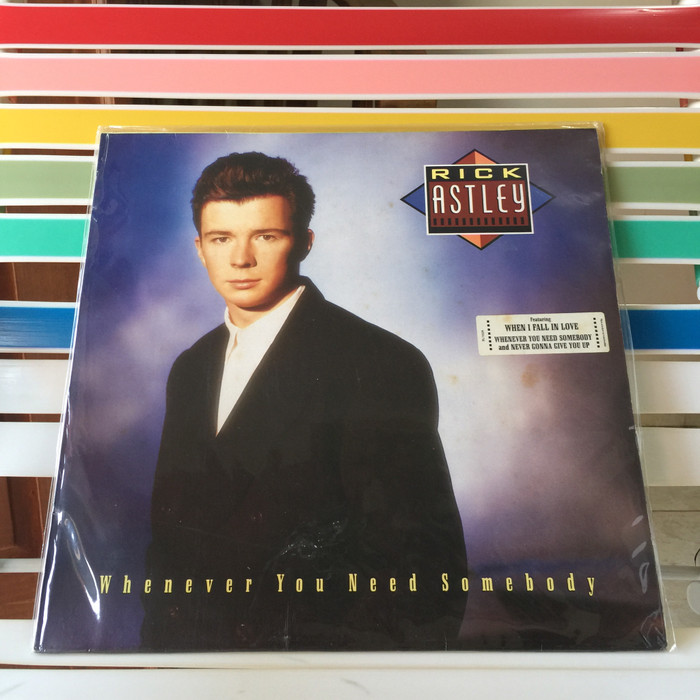 RICK
ASTLEY
Featuring
WHEN I FALL IN LOVE
WHENEVER YOU NEED SOMEBODY
and NEVER GONNA GIVE YOU UP
Whenever You Need Somebody